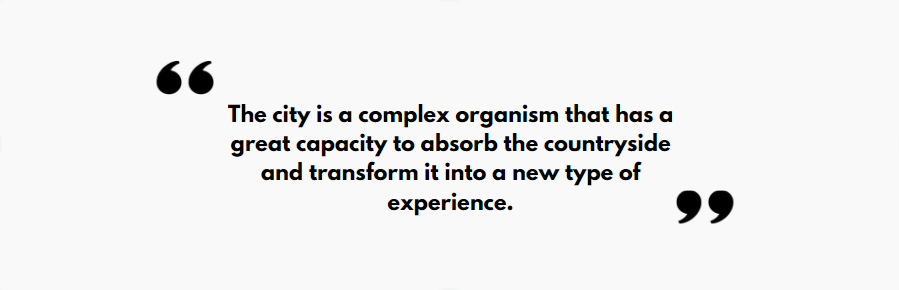 “
The city is a complex organism that has a
great capacity to absorb the countryside
and transform it into a new type of
experience.
”